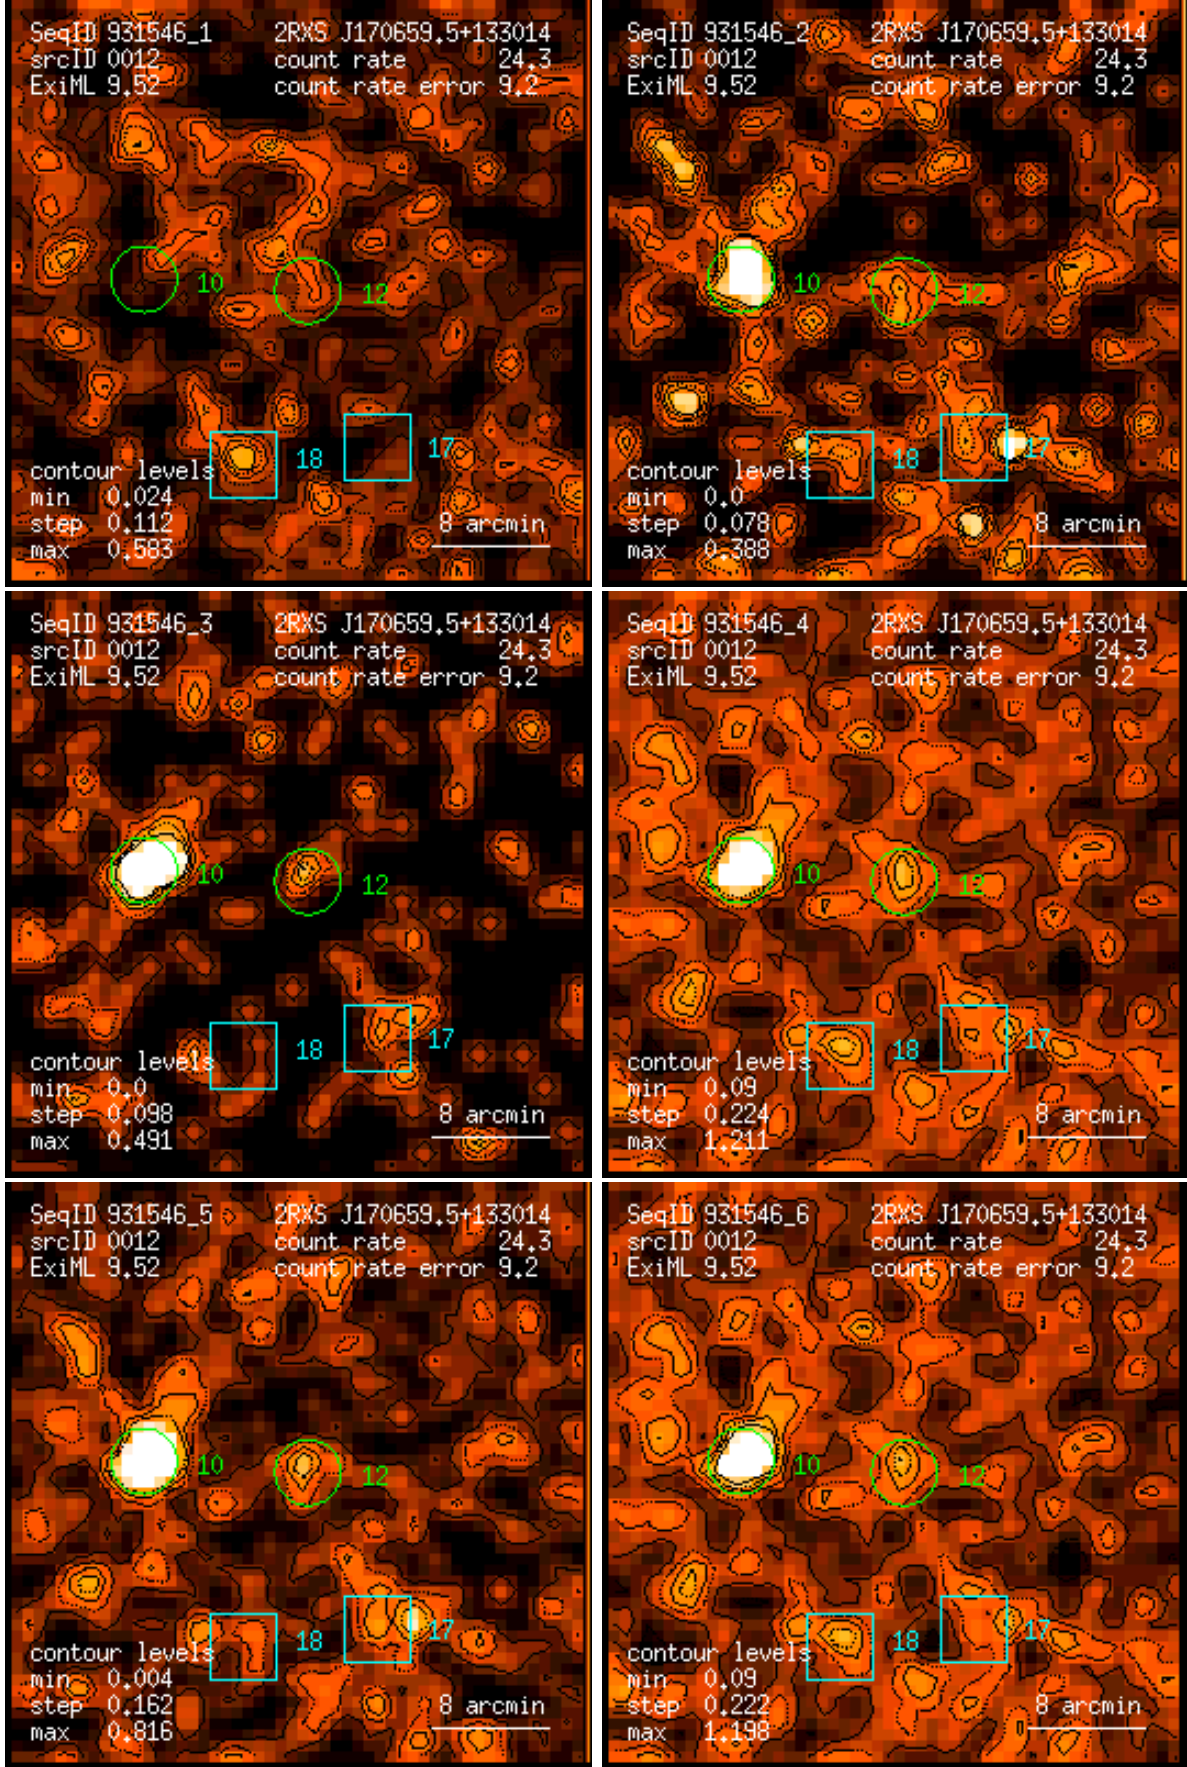 SeqID 931546_1 2RXS J170659.5+133014
srcID 0012 count rate 24.3
ExiML 9.52 count rate error 9.2
10
12
18
17
contour levels
min 0.024
step 0.112
max 0.583
8 arcmin
SeqID 931546_2 2RXS J170659.5+133014
srcID 0012 count rate 24.3
ExiML 9.52 count rate error 9.2
10
12
18
17
contour levels
min 0.0
step 0.078
max 0.388
8 arcmin
SeqID 931546_3 2RXS J170659.5+133014
srcID 0012 count rate 24.3
ExiML 9.52 count rate error 9.2
10
12
18
17
contour levels
min 0.0
step 0.098
max 0.491
8 arcmin
SeqID 931546_4 2RXS J170659.5+133014
srcID 0012 count rate 24.3
ExiML 9.52 count rate error 9.2
10
12
18
17
contour levels
min 0.09
step 0.224
max 1.211
8 arcmin
SeqID 931546_5 2RXS J170659.5+133014
srcID 0012 count rate 24.3
ExiML 9.52 count rate error 9.2
10
12
18
17
contour levels
min 0.004
step 0.162
max 0.816
8 arcmin
SeqID 931546_6 2RXS J170659.5+133014
srcID 0012 count rate 24.3
ExiML 9.52 count rate error 9.2
10
12
18
17
contour levels
min 0.09
step 0.222
max 1.198
8 arcmin